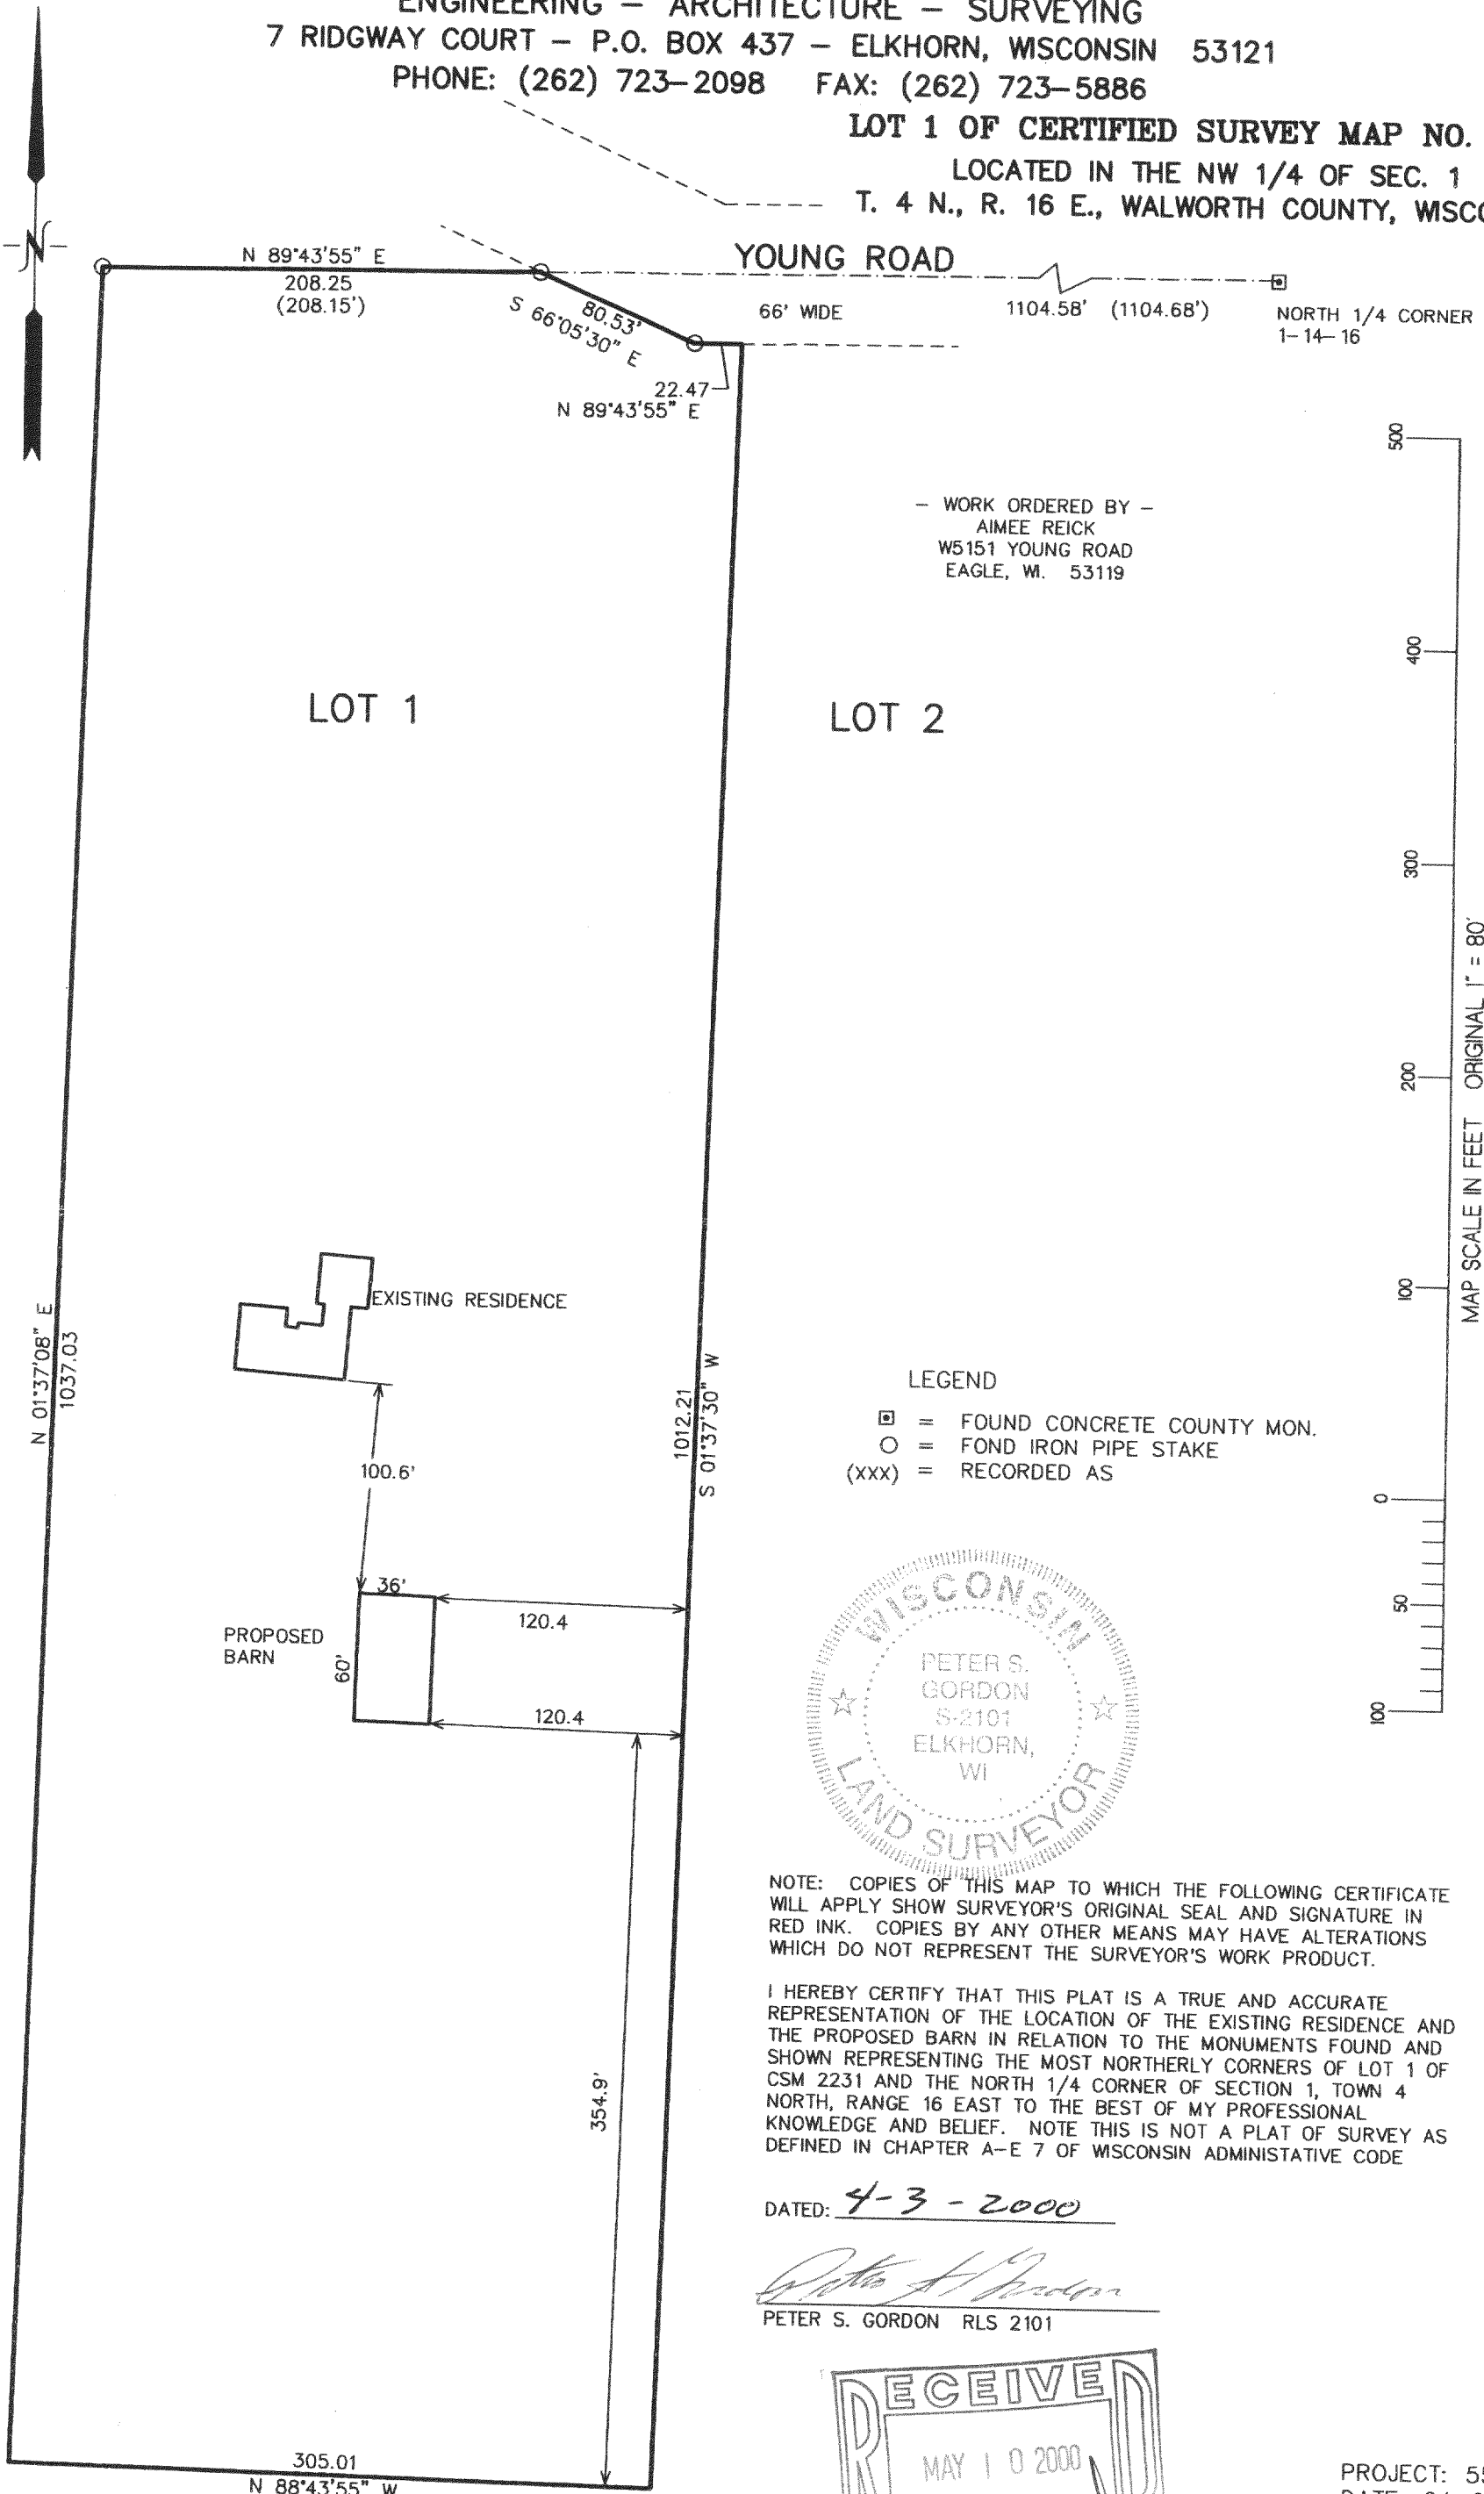 ENGINEERING – ARCHITECTURE – SURVEYING
7 RIDGWAY COURT – P.O. BOX 437 – ELKHORN, WISCONSIN 53121
PHONE: (262) 723–2098 FAX: (262) 723–5886
LOT 1 OF CERTIFIED SURVEY MAP NO.
LOCATED IN THE NW 1/4 OF SEC. 1
T. 4 N., R. 16 E., WALWORTH COUNTY,
N
N 89°43'55" E
208.25
(208.15')
80.53'
S 66°05'30" E
YOUNG ROAD
66' WIDE
1104.58' (1104.68')
NORTH 1/4 CORNER
1–14–16
22.47
N 89°43'55" E
– WORK ORDERED BY –
AIMEE REICK
W5151 YOUNG ROAD
EAGLE, WI. 53119
LOT 1
LOT 2
500
400
300
200
100
0
50
100
MAP SCALE IN FEET ORIGINAL 1" = 80'
N 01°37'08" E
1037.03
EXISTING RESIDENCE
100.6'
1012.21
S 01°37'30" W
LEGEND
= FOUND CONCRETE COUNTY MON.
= FOND IRON PIPE STAKE
(XXX) = RECORDED AS
36'
120.4
PROPOSED
BARN
60'
120.4
354.9'
WISCONSIN
PETER S.
GORDON
S-2101
ELKHORN,
WI
LAND SURVEYOR
NOTE: COPIES OF THIS MAP TO WHICH THE FOLLOWING CERTIFICATE
WILL APPLY SHOW SURVEYOR'S ORIGINAL SEAL AND SIGNATURE IN
RED INK. COPIES BY ANY OTHER MEANS MAY HAVE ALTERATIONS
WHICH DO NOT REPRESENT THE SURVEYOR'S WORK PRODUCT.
I HEREBY CERTIFY THAT THIS PLAT IS A TRUE AND ACCURATE
REPRESENTATION OF THE LOCATION OF THE EXISTING RESIDENCE AND
THE PROPOSED BARN IN RELATION TO THE MONUMENTS FOUND AND
SHOWN REPRESENTING THE MOST NORTHERLY CORNERS OF LOT 1 OF
CSM 2231 AND THE NORTH 1/4 CORNER OF SECTION 1, TOWN 4
NORTH, RANGE 16 EAST TO THE BEST OF MY PROFESSIONAL
KNOWLEDGE AND BELIEF. NOTE THIS IS NOT A PLAT OF SURVEY AS
DEFINED IN CHAPTER A–E 7 OF WISCONSIN ADMINISTATIVE CODE
DATED: 4-3-2000
Peter S Gordon
PETER S. GORDON RLS 2101
RECEIVED
MAY 10 2000
305.01
N 88°43'55" W
PROJECT: